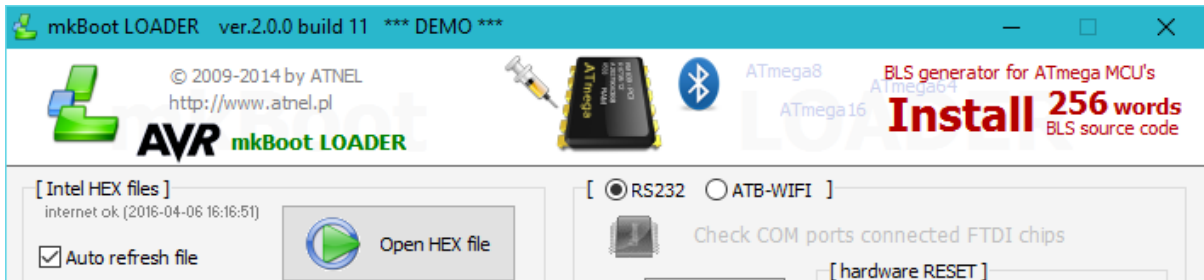 mkBoot LOADER ver.2.0.0 build 11 *** DEMO ***
© 2009-2014 by ATNEL
http://www.atnel.pl
AVR mkBoot LOADER
mkBoot LOADER
ATmega
ATmega8
ATmega64
ATmega16
BLS generator for ATmega MCU's
Install 256 words
BLS source code
[ Intel HEX files ]
internet ok (2016-04-06 16:16:51)
Open HEX file
Auto refresh file
[ RS232 ATB-WIFI ]
Check COM ports connected FTDI chips
[ hardware RESET ]